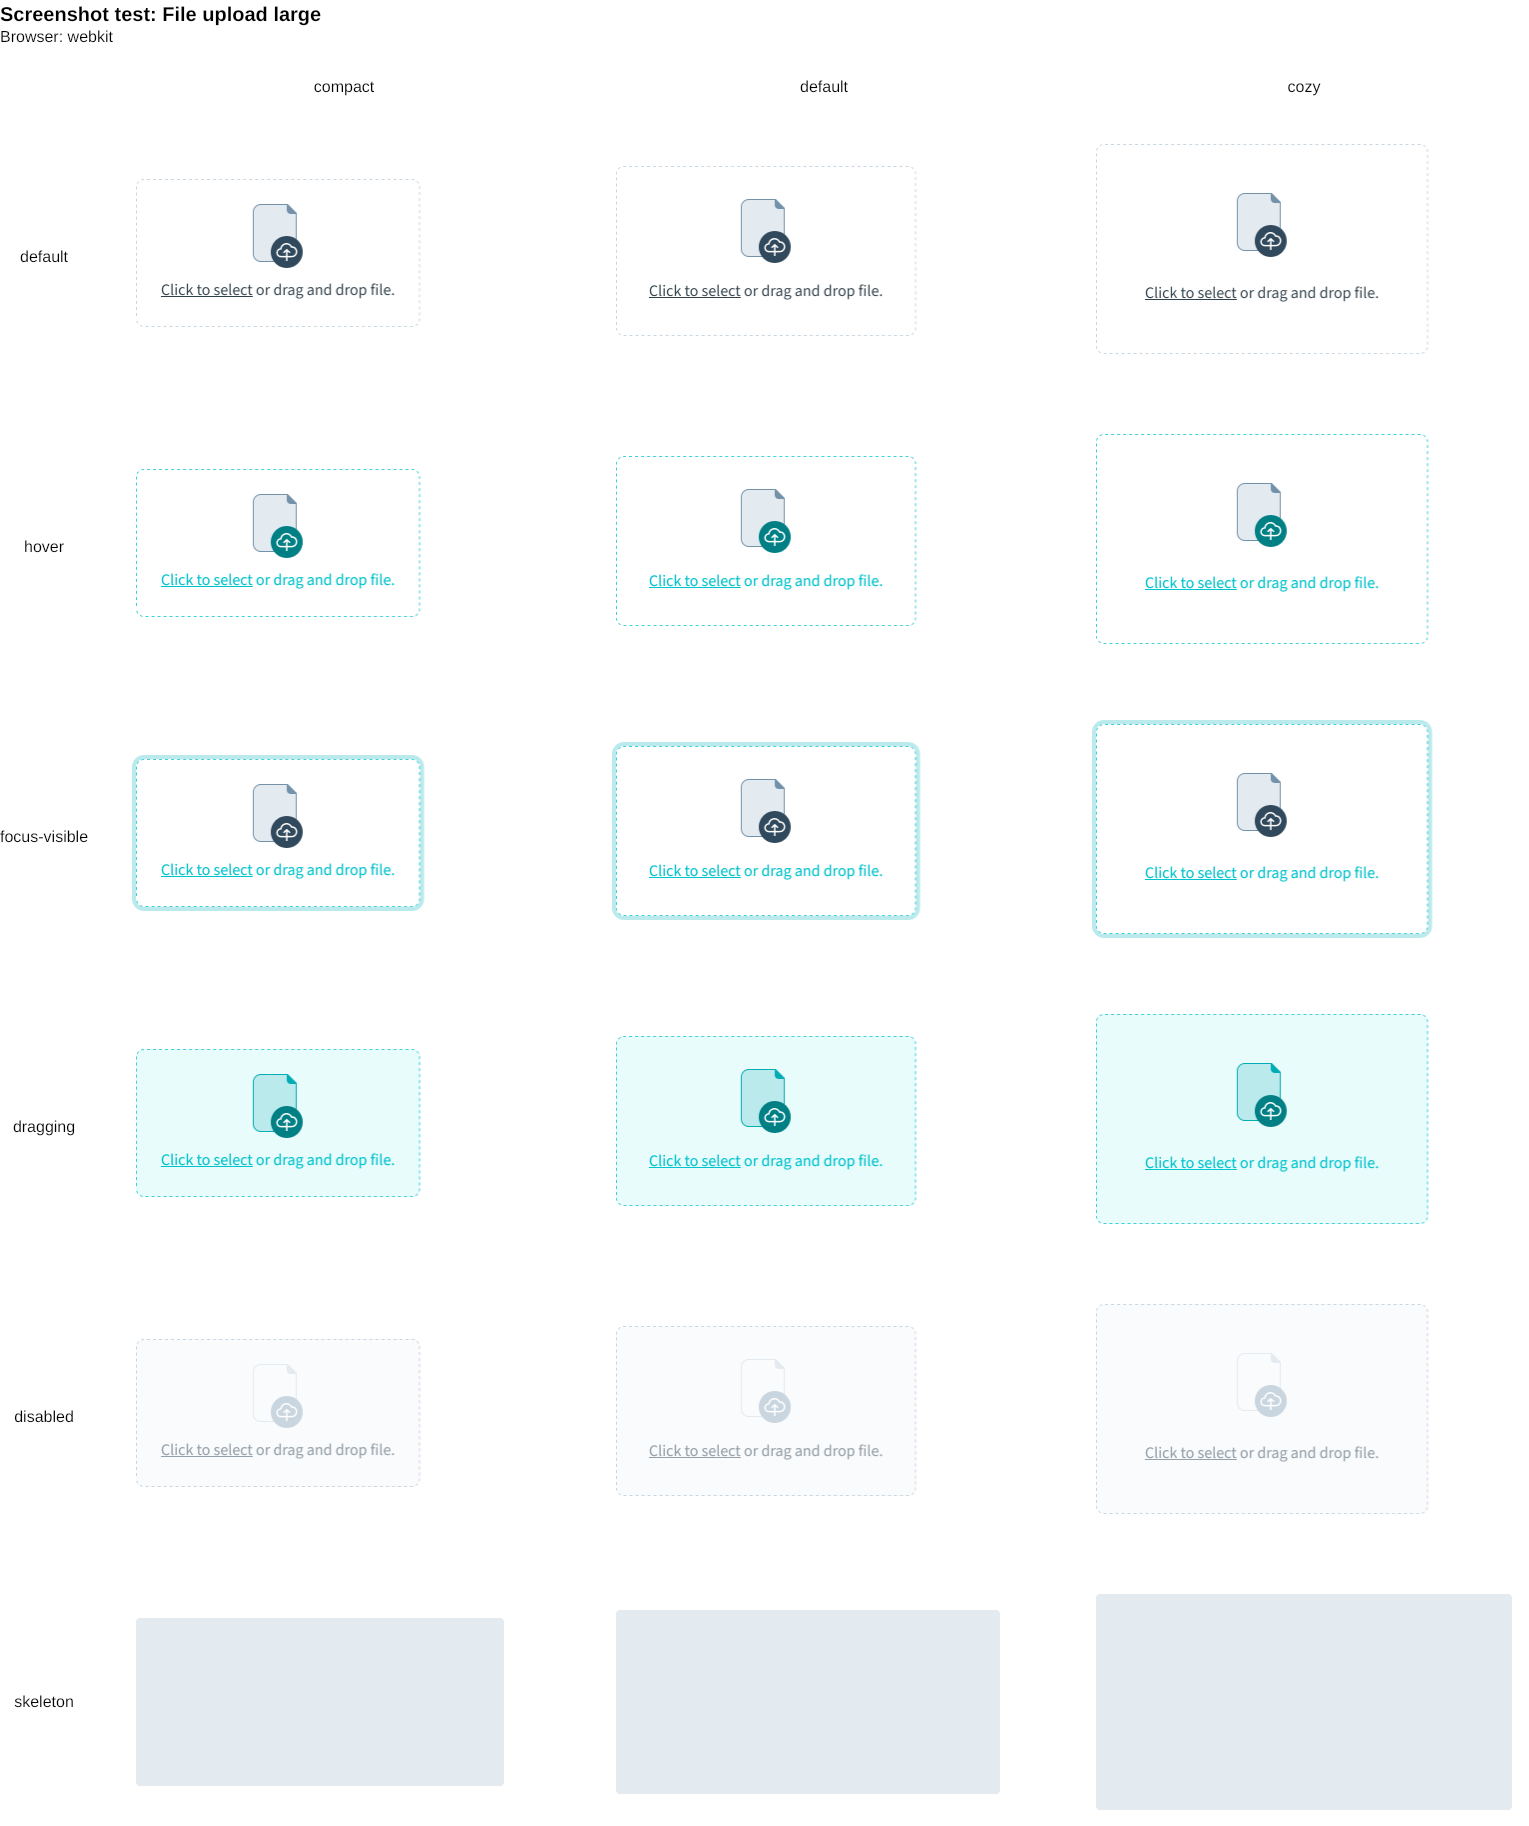 Screenshot test: File upload large
Browser: webkit
compact default cozy
default
Click to select or drag and drop file.
Click to select or drag and drop file.
Click to select or drag and drop file.
hover
Click to select or drag and drop file.
Click to select or drag and drop file.
Click to select or drag and drop file.
focus-visible
Click to select or drag and drop file.
Click to select or drag and drop file.
Click to select or drag and drop file.
dragging
Click to select or drag and drop file.
Click to select or drag and drop file.
Click to select or drag and drop file.
disabled
Click to select or drag and drop file.
Click to select or drag and drop file.
Click to select or drag and drop file.
skeleton